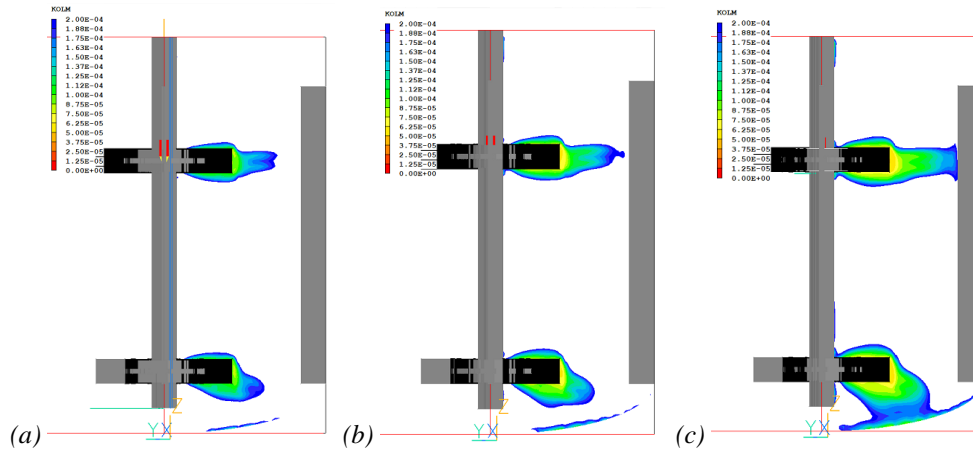 KOLM
2.00E-04
1.88E-04
1.75E-04
1.63E-04
1.50E-04
1.37E-04
1.25E-04
1.12E-04
1.00E-04
8.75E-05
7.50E-05
6.25E-05
5.00E-05
3.75E-05
2.50E-05
1.25E-05
0.00E+00
Z
Y X
(a)
KOLM
2.00E-04
1.88E-04
1.75E-04
1.63E-04
1.50E-04
1.37E-04
1.25E-04
1.12E-04
1.00E-04
8.75E-05
7.50E-05
6.25E-05
5.00E-05
3.75E-05
2.50E-05
1.25E-05
0.00E+00
Z
Y X
(b)
KOLM
2.00E-04
1.88E-04
1.75E-04
1.63E-04
1.50E-04
1.37E-04
1.25E-04
1.12E-04
1.00E-04
8.75E-05
7.50E-05
6.25E-05
5.00E-05
3.75E-05
2.50E-05
1.25E-05
0.00E+00
Z
Y X
(c)